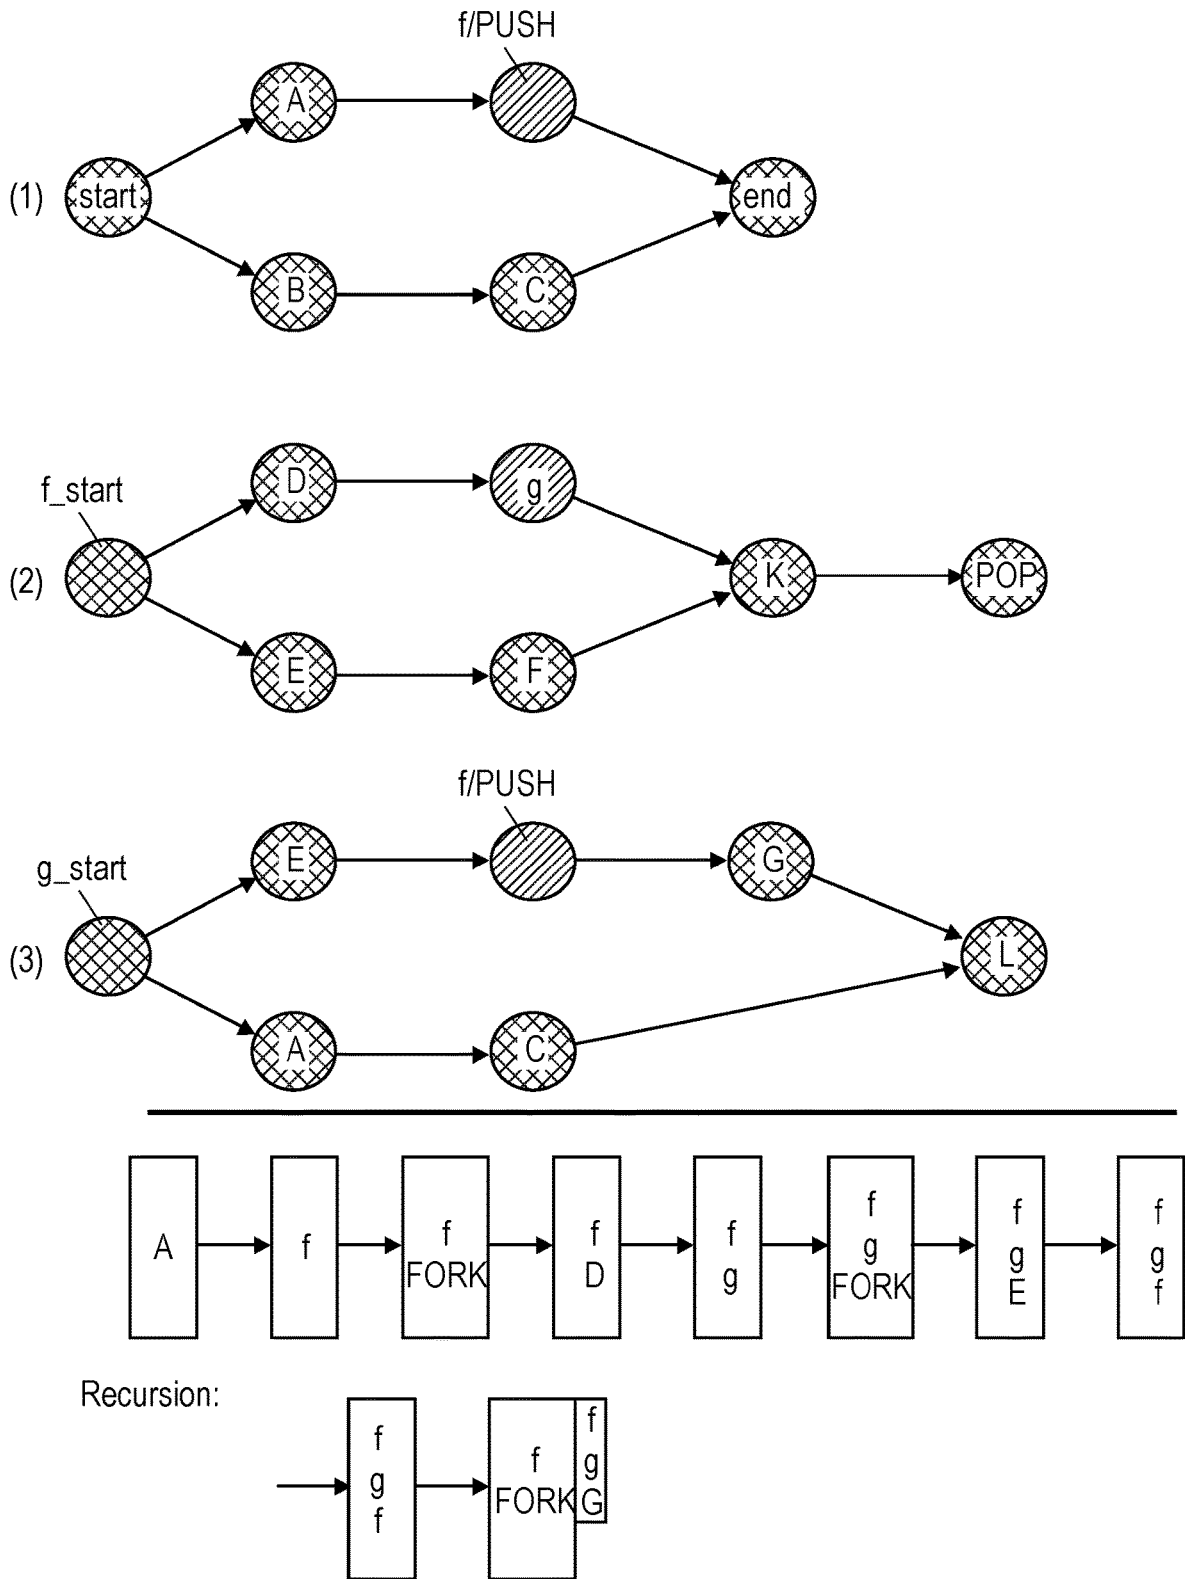 f/PUSH
A
(1)
start
end
B
C
D
g
f_start
(2)
K
POP
E
F
f/PUSH
E
G
g_start
(3)
L
A
C
A
f
f
FORK
f
D
f
g
f
g
FORK
f
g
E
f
g
f
Recursion:
f
g
f
f
FORK
f
g
G